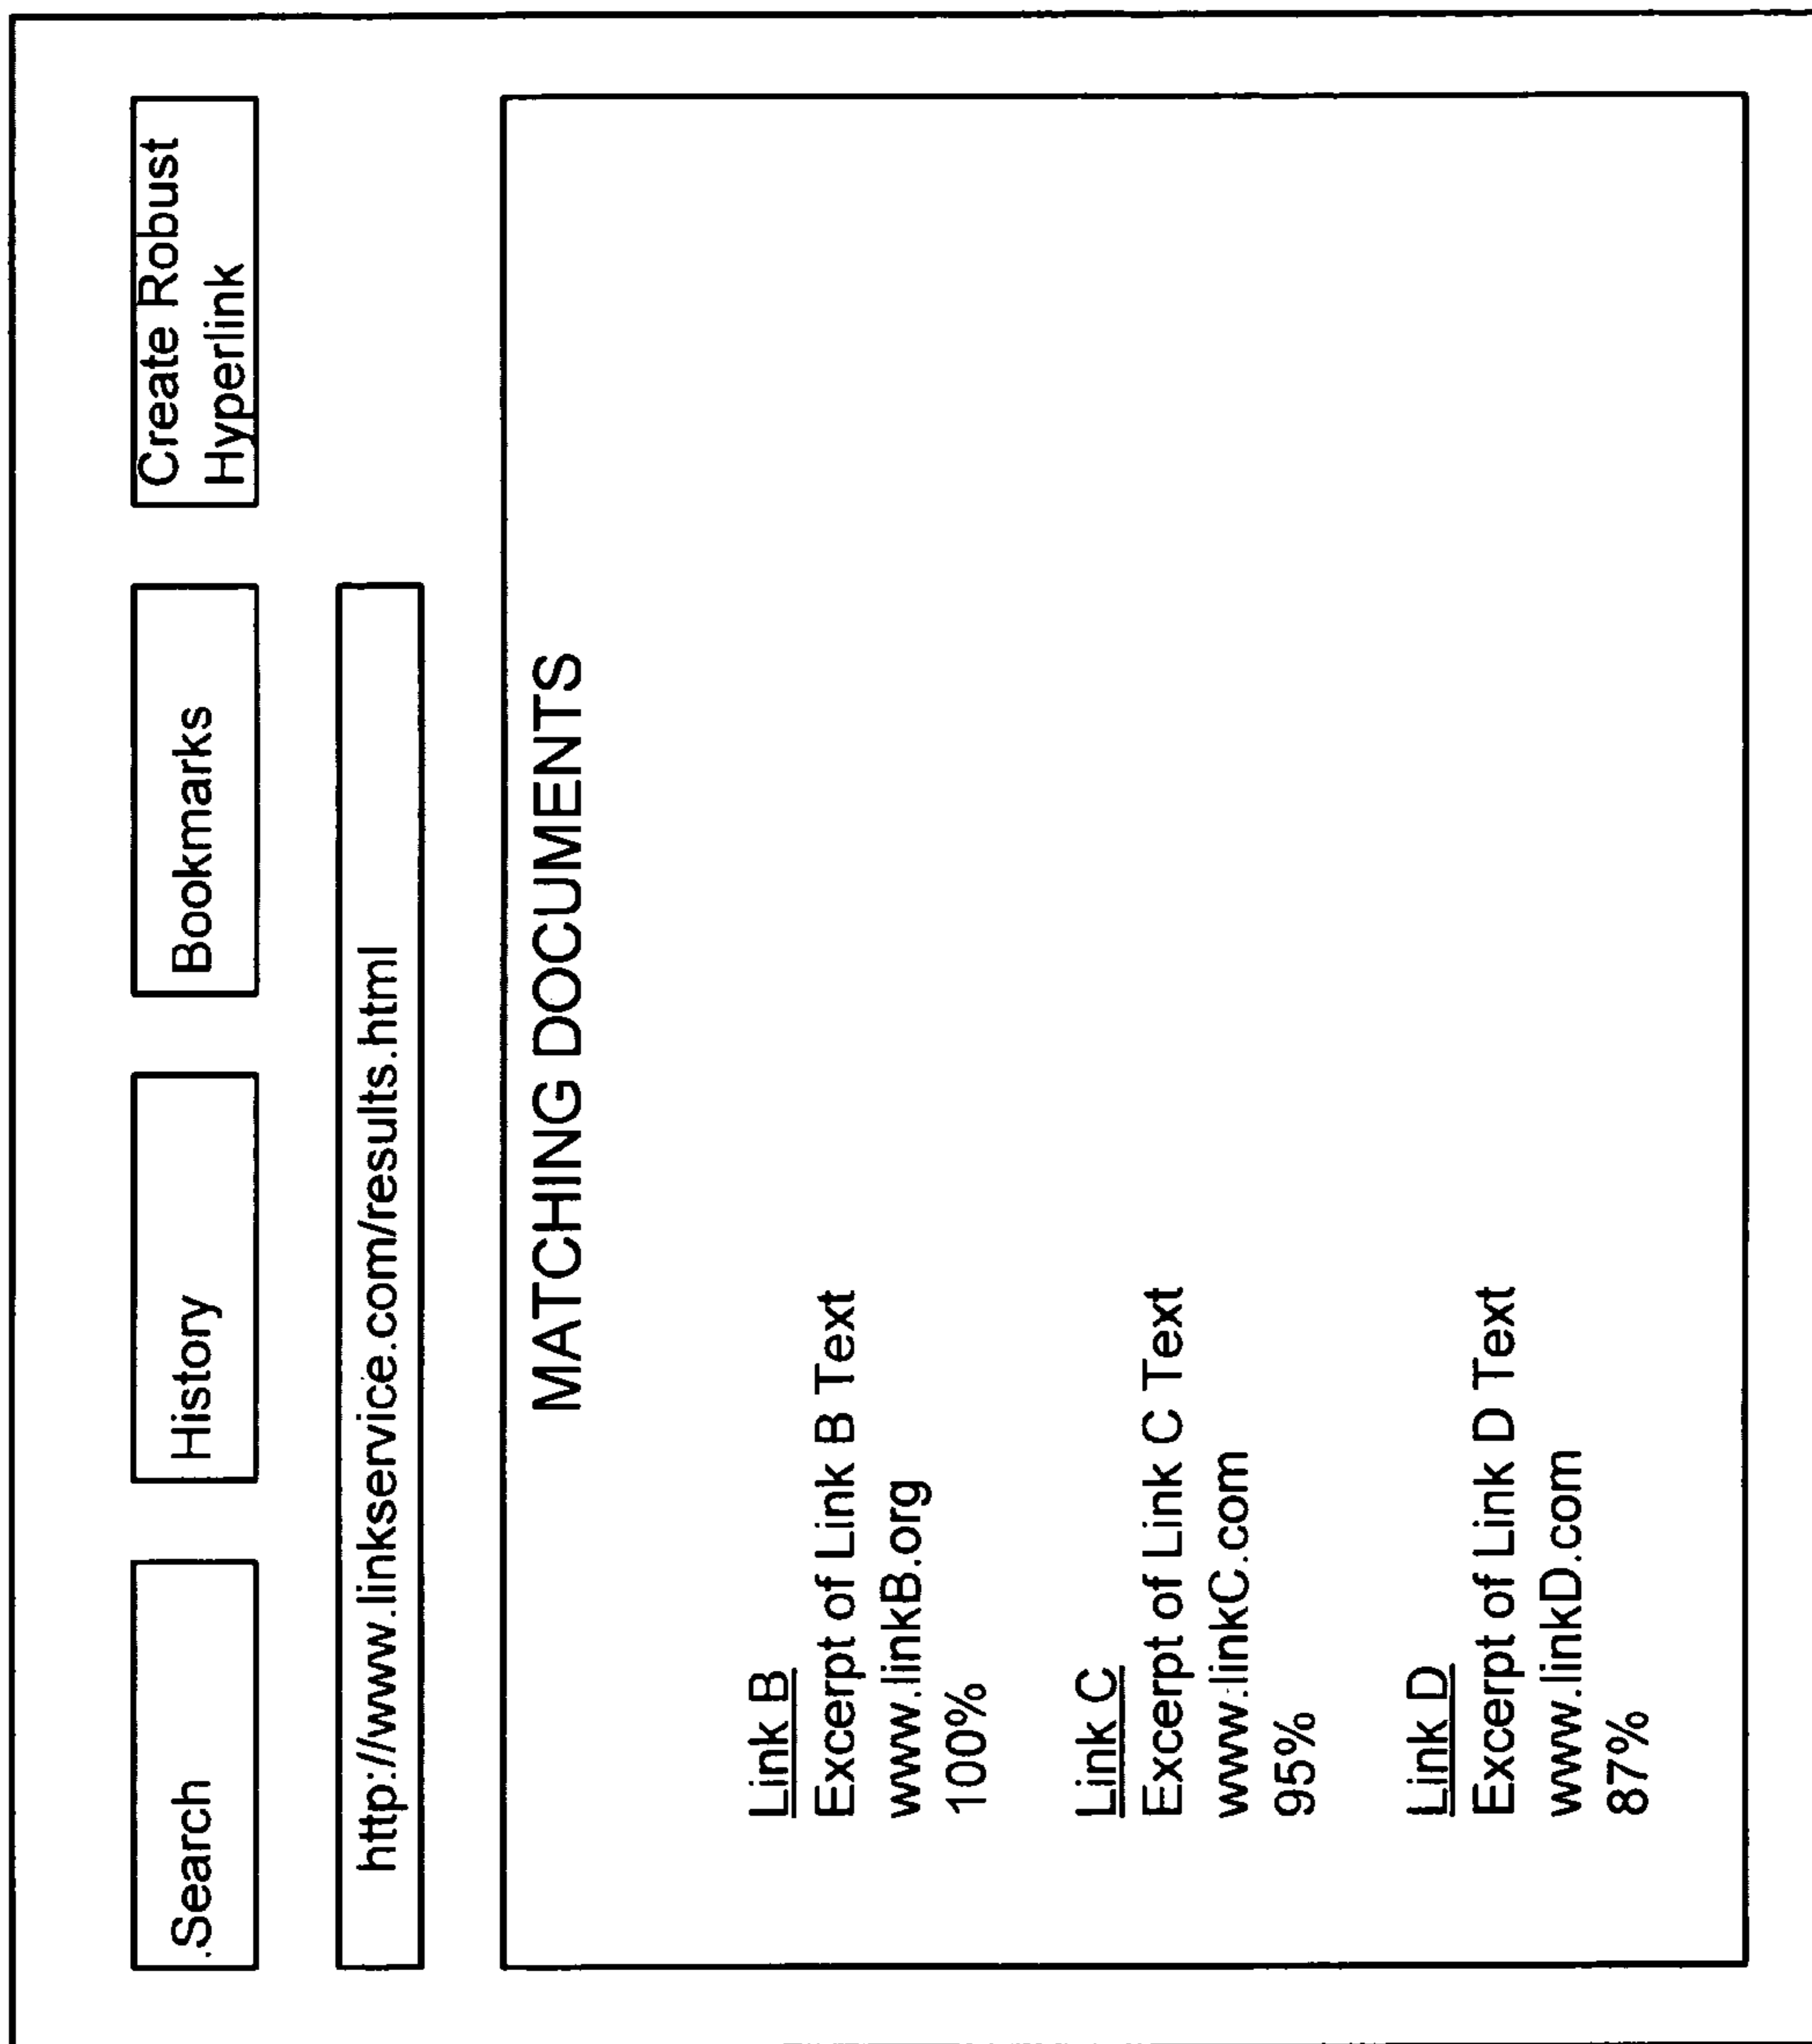 Search
History
Bookmarks
Create Robust
Hyperlink
http://www.linkservice.com/results.html
MATCHING DOCUMENTS
Link B
Excerpt of Link B Text
www.linkB.org
100%
Link C
Excerpt of Link C Text
www.linkC.com
95%
Link D
Excerpt of Link D Text
www.linkD.com
87%